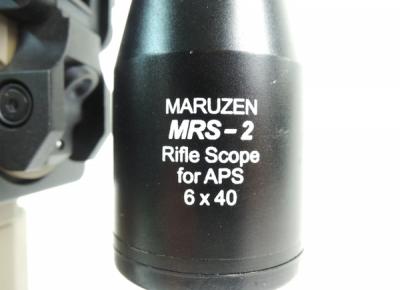 MARUZEN
MRS-2
Rifle Scope
for APS
6 x 40